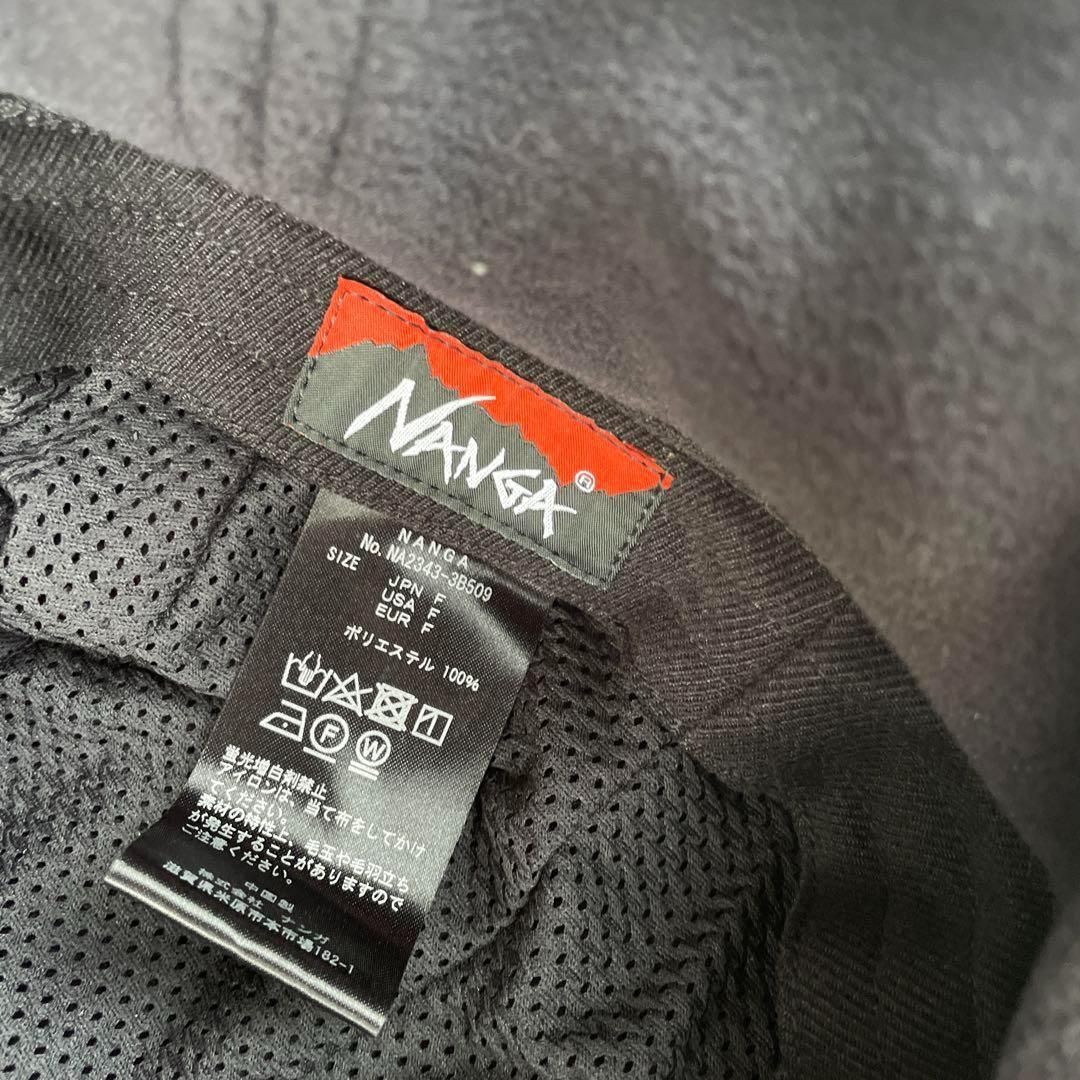 NANGA®
NANGA
No. NA2343-3B509
SIZE
JPN F
USA F
EUR F
ポリエステル 100%
F W
蛍光増白剤禁止
アイロンは、当て布をしてかけ
てください。
素材の特性上、毛玉や毛羽立ち
が発生することがありますので
ご注意ください。
中国製
株式会社ナンガ
滋賀県米原市本市場182-1